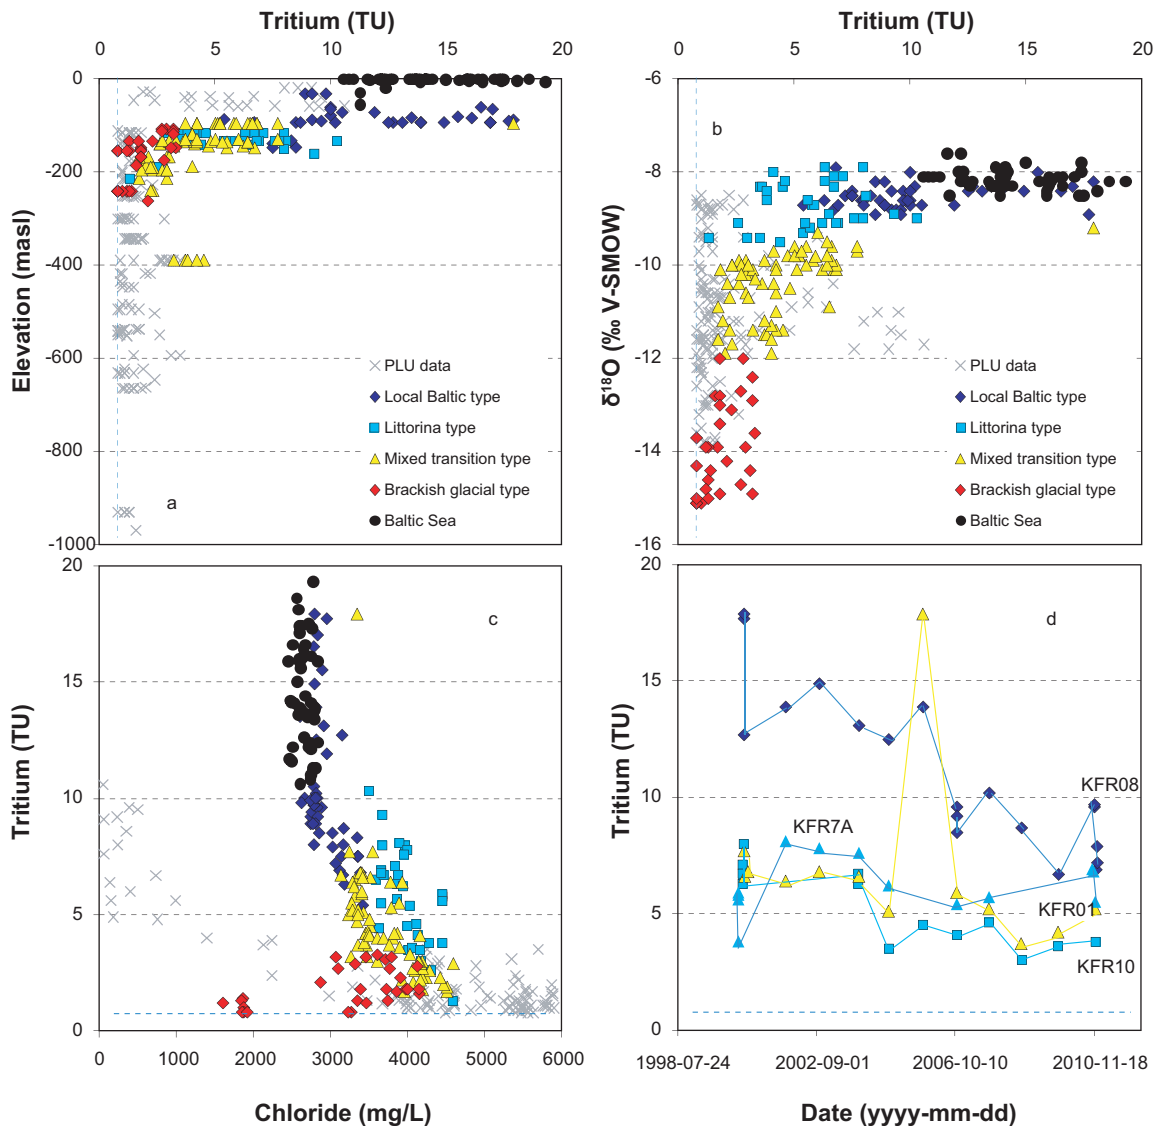 Tritium (TU)
0 5 10 15 20
Elevation (masl)
0
-200
-400
-600
-800
-1000
a
PLU data
Local Baltic type
Littorina type
Mixed transition type
Brackish glacial type
Baltic Sea
Tritium (TU)
0 5 10 15 20
δ18O (‰ V-SMOW)
-6
-8
-10
-12
-14
-16
b
PLU data
Local Baltic type
Littorina type
Mixed transition type
Brackish glacial type
Baltic Sea
Tritium (TU)
20
15
10
5
0
c
0 1000 2000 3000 4000 5000 6000
Chloride (mg/L)
Tritium (TU)
20
15
10
5
0
d
KFR08
KFR7A
KFR01
KFR10
1998-07-24 2002-09-01 2006-10-10 2010-11-18
Date (yyyy-mm-dd)